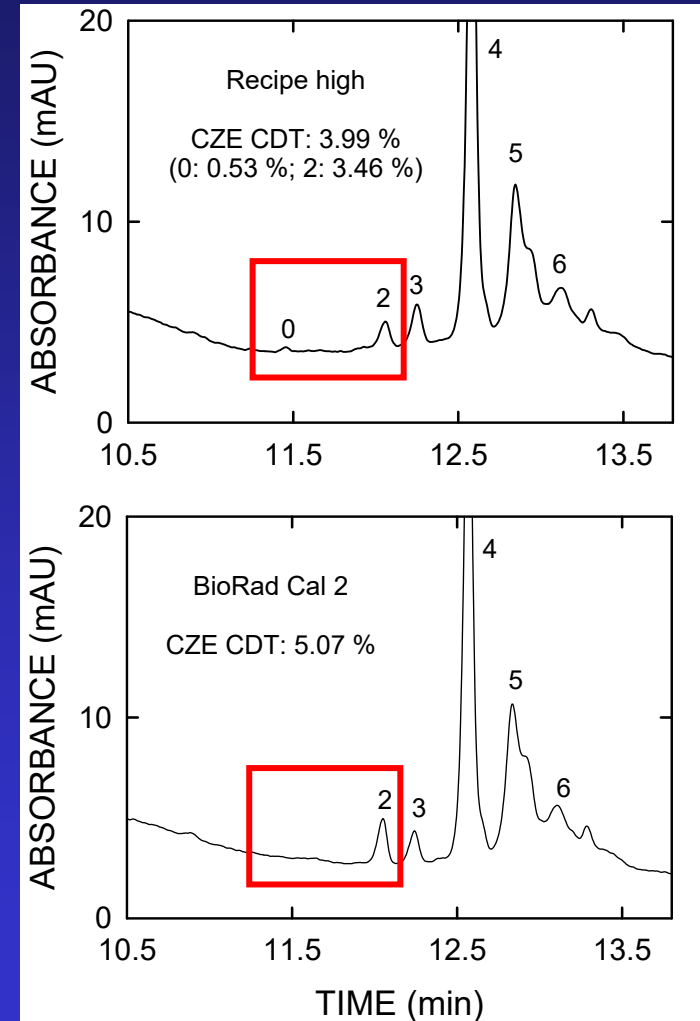 20
4
Recipe high
5
CZE CDT: 3.99 %
(0: 0.53 %; 2: 3.46 %)
ABSORBANCE (mAU)
10
6
2
3
0
0
10.5 11.5 12.5 13.5
20
4
BioRad Cal 2
CZE CDT: 5.07 %
5
ABSORBANCE (mAU)
10
6
2
3
0
10.5 11.5 12.5 13.5
TIME (min)